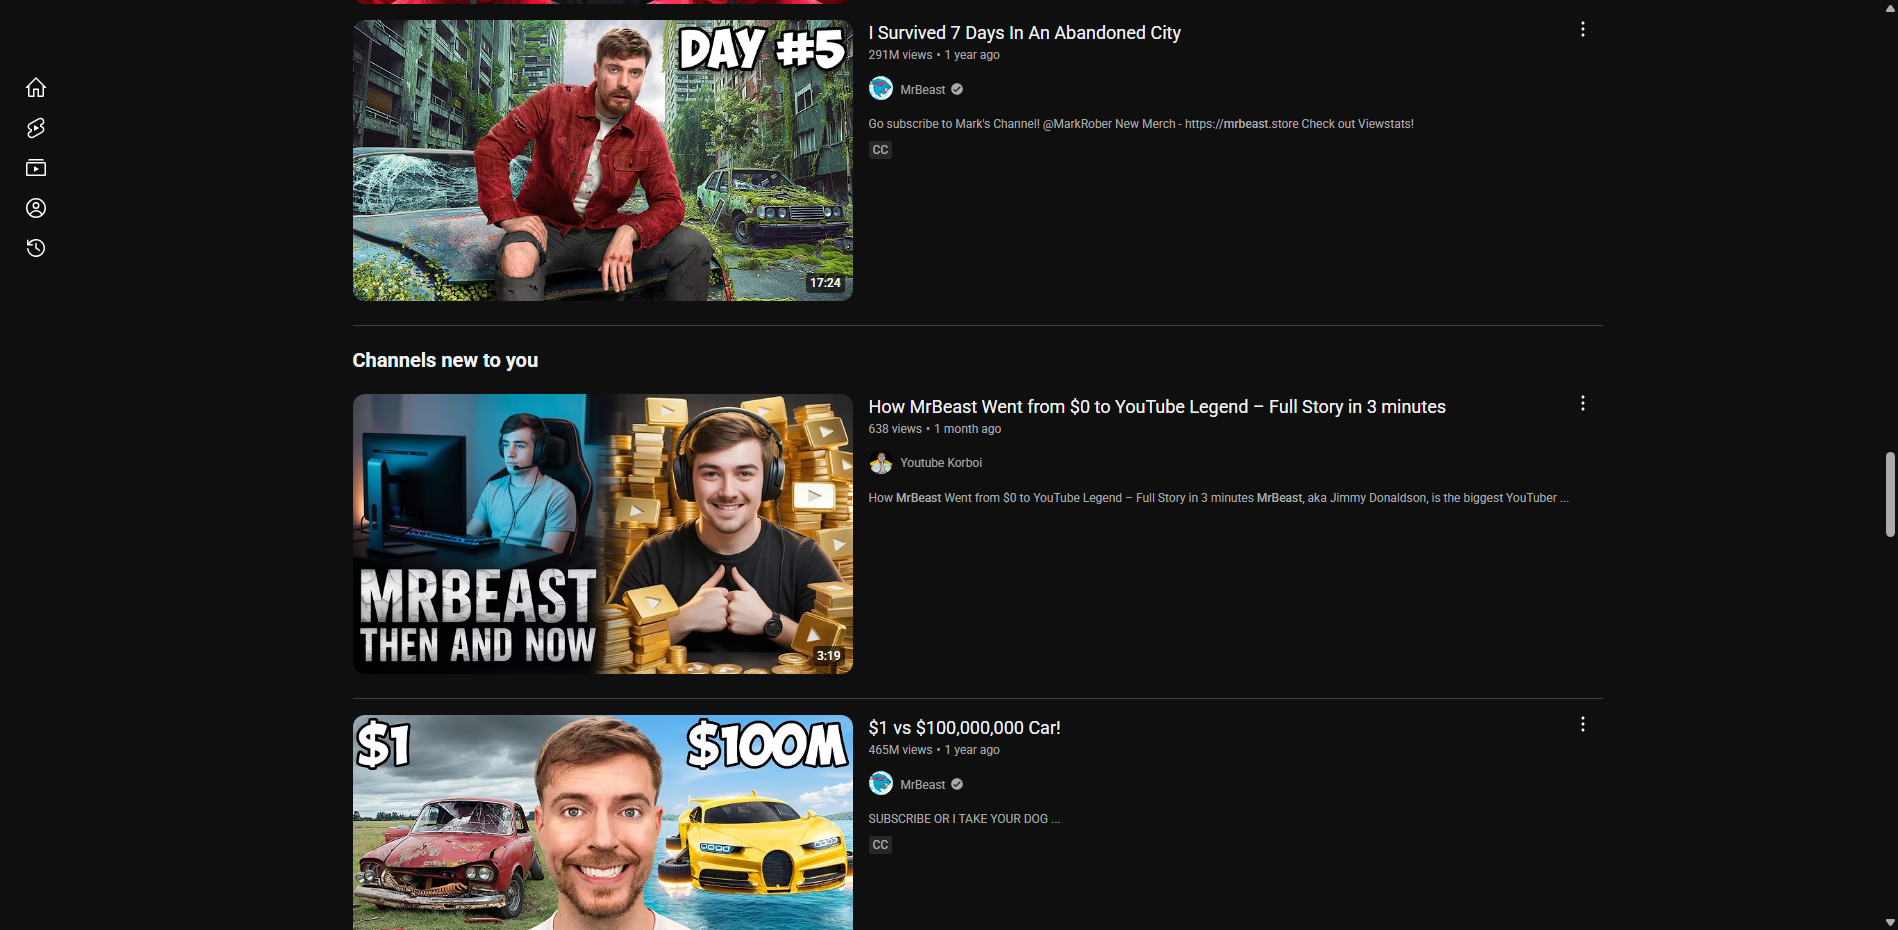 DAY #5
17:24
I Survived 7 Days In An Abandoned City
291M views • 1 year ago
MrBeast
Go subscribe to Mark's Channel! @MarkRober New Merch - https://mrbeast.store Check out Viewstats!
CC
Channels new to you
MRBEAST
THEN AND NOW
3:19
How MrBeast Went from $0 to YouTube Legend – Full Story in 3 minutes
638 views • 1 month ago
Youtube Korboi
How MrBeast Went from $0 to YouTube Legend – Full Story in 3 minutes MrBeast, aka Jimmy Donaldson, is the biggest YouTuber ...
$1
$100M
$1 vs $100,000,000 Car!
465M views • 1 year ago
MrBeast
SUBSCRIBE OR I TAKE YOUR DOG ...
CC